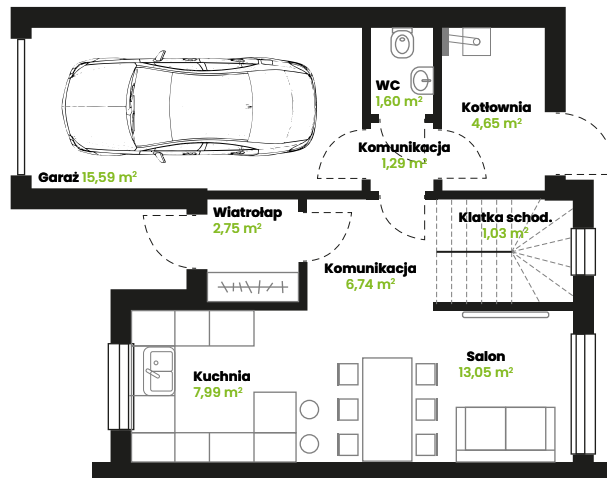 WC
1,60 m²
Kotłownia
4,65 m²
Komunikacja
1,29 m²
Garaż 15,59 m²
Wiatrołap
2,75 m²
Klatka schod.
1,03 m²
Komunikacja
6,74 m²
Kuchnia
7,99 m²
Salon
13,05 m²